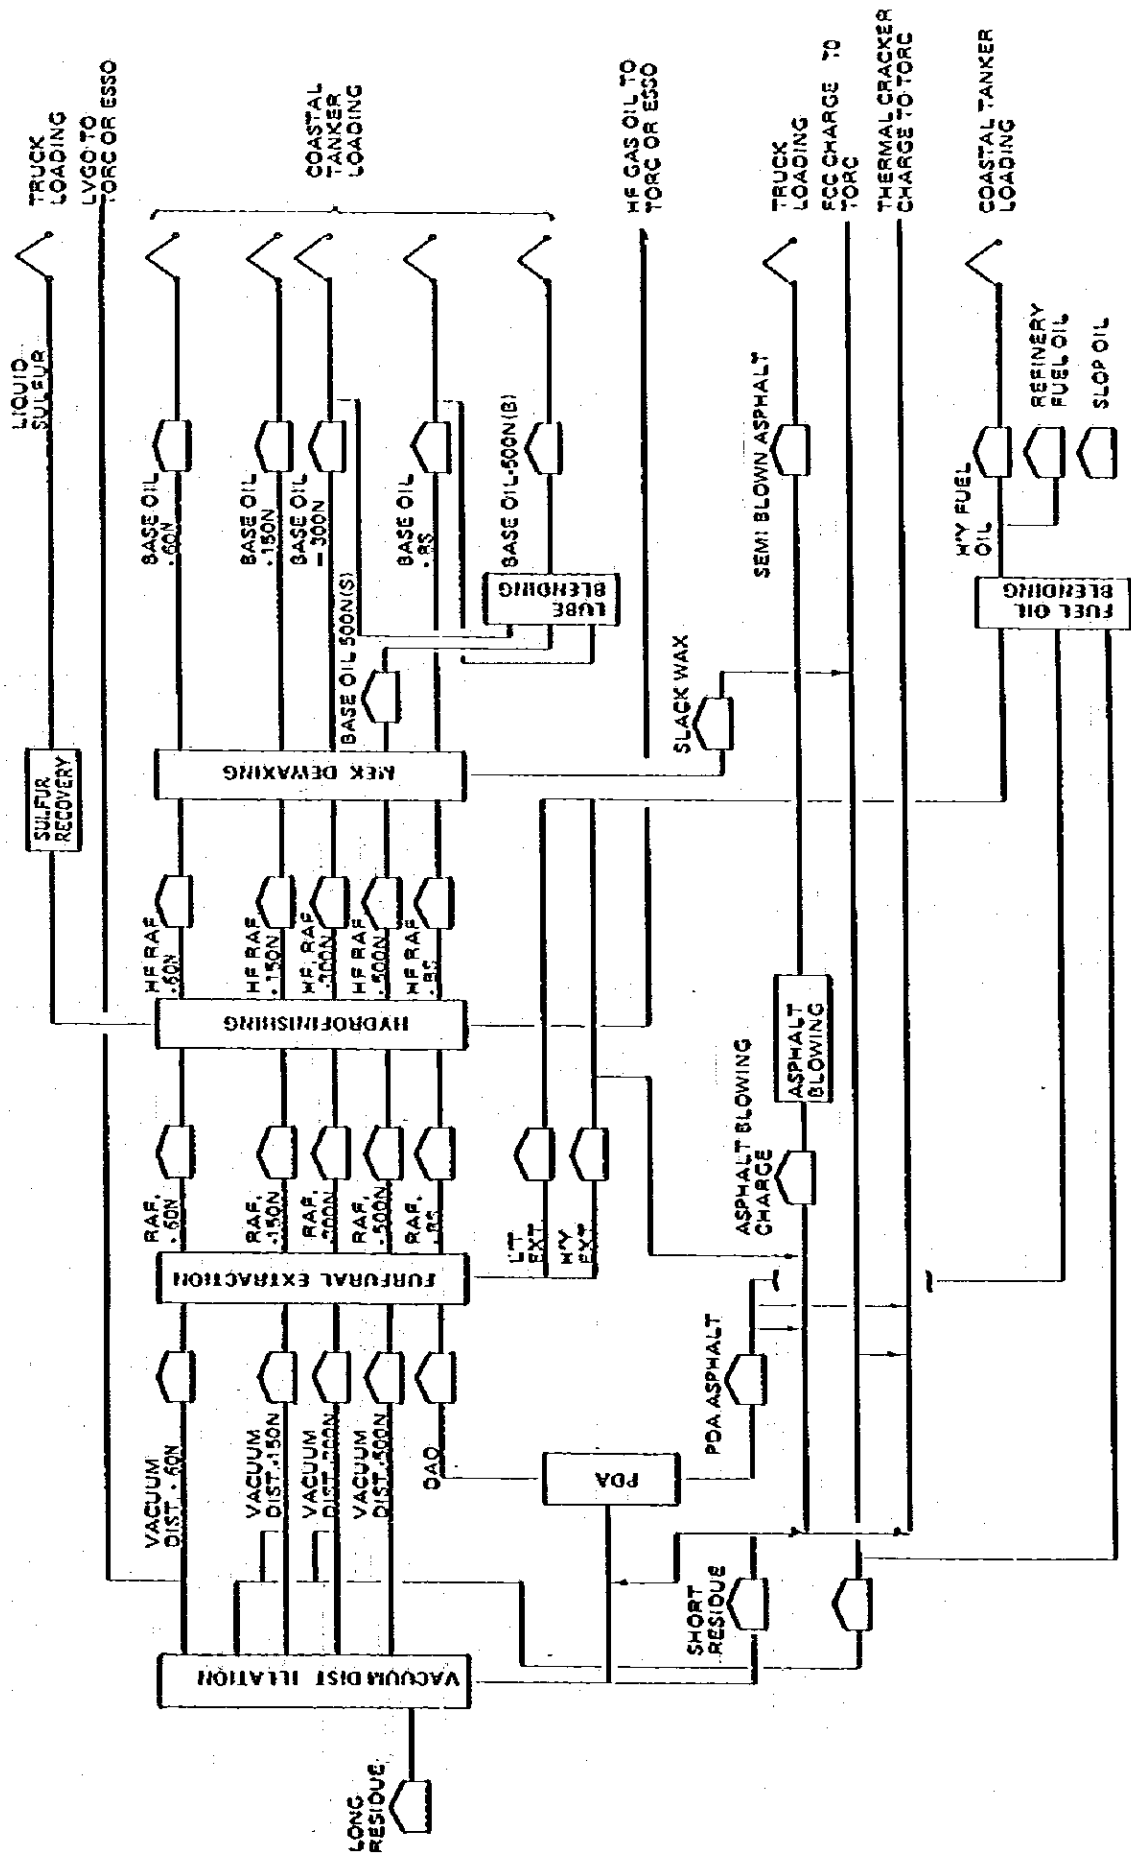 LONG
RESIDUE
VACUUM DIST ILLATION
VACUUM
DIST. .60N
VACUUM
DIST. .150N
VACUUM
DIST. .300N
VACUUM
DIST. .500N
DAO
PDA
SHORT
RESIDUE
PDA ASPHALT
FURFURAL EXTRACTION
RAF.
.60N
RAF.
.150N
RAF.
.300N
RAF.
.500N
RAF.
.BS
L'T
EXT
H'Y
EXT
ASPHALT BLOWING
CHARGE
ASPHALT
BLOWING
HYDROFINISHING
HF RAF
.60N
HF RAF
.150N
HF RAF
.300N
HF RAF
.500N
HF RAF
.BS
SULFUR
RECOVERY
MEK DEWAXING
SLACK WAX
BASE OIL 500N(S)
LUBE
BLENDING
BASE OIL
.60N
BASE OIL
.150N
BASE OIL
-300N
BASE OIL
.BS
BASE OIL-500N(B)
SEMI BLOWN ASPHALT
FUEL OIL
BLENDING
H'Y FUEL
OIL
REFINERY
FUEL OIL
SLOP OIL
LIQUID
SULFUR
TRUCK
LOADING
LVGO TO
TORC OR ESSO
COASTAL
TANKER
LOADING
HF GAS OIL TO
TORC OR ESSO
TRUCK
LOADING
FCC CHARGE TO
TORC
THERMAL CRACKER
CHARGE TO TORC
COASTAL TANKER
LOADING